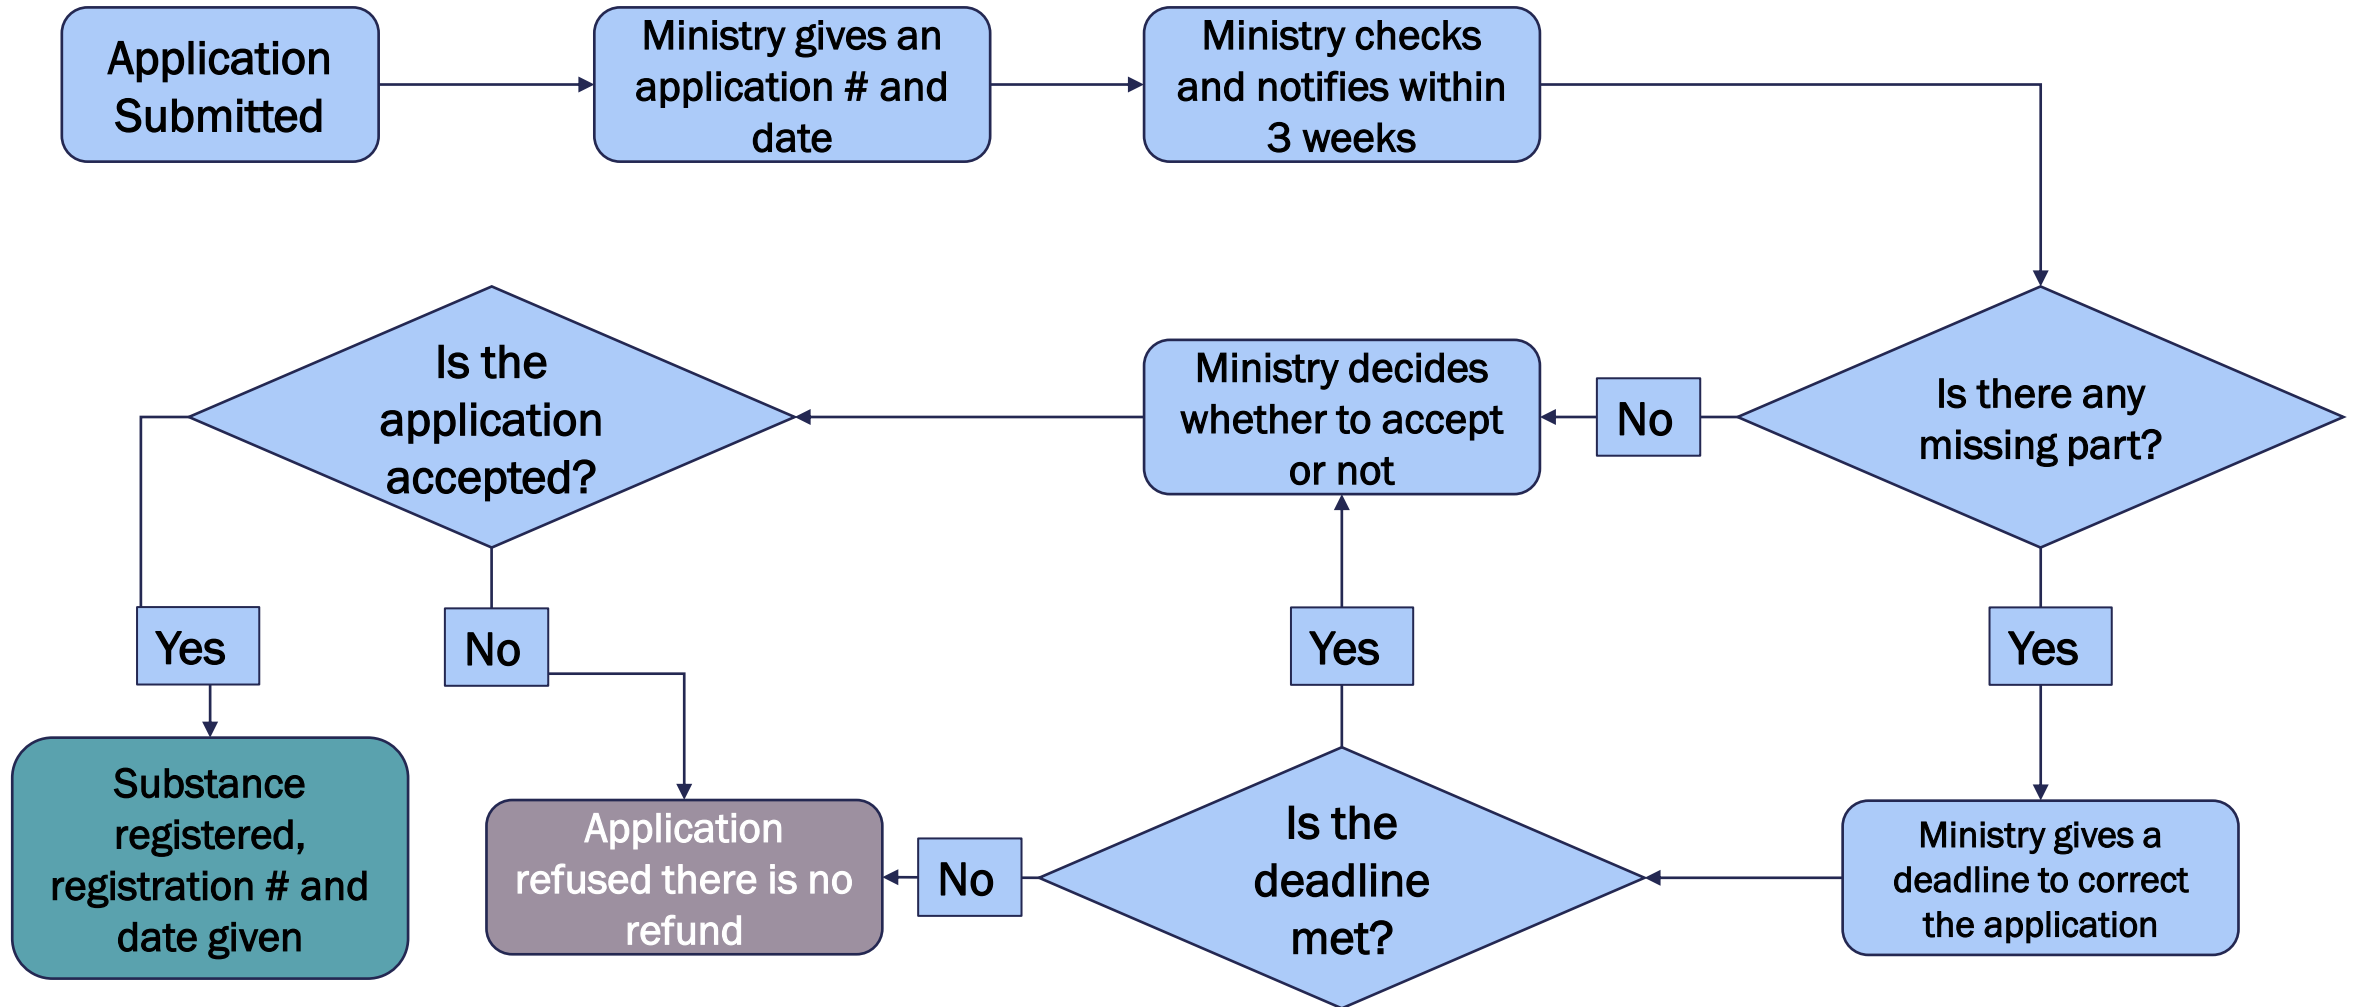 Application
Submitted
Ministry gives an
application # and
date
Ministry checks
and notifies within
3 weeks
Is the
application
accepted?
Ministry decides
whether to accept
or not
No
Is there any
missing part?
Yes
No
Yes
Yes
Substance
registered,
registration # and
date given
Application
refused there is no
refund
No
Is the
deadline
met?
Ministry gives a
deadline to correct
the application